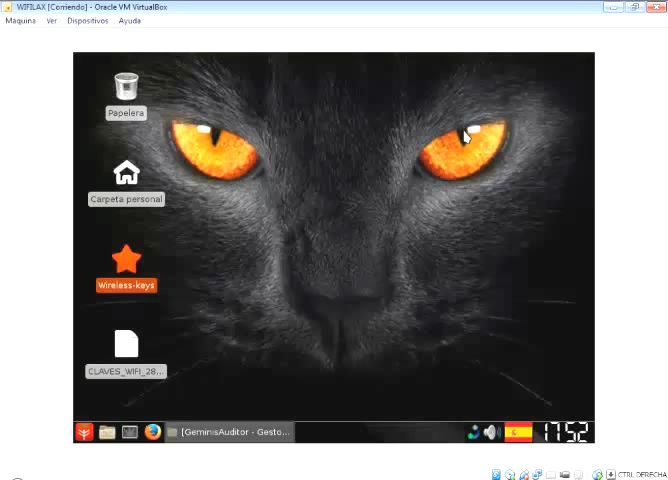 WIFILAX [Corriendo] - Oracle VM VirtualBox
Máquina Ver Dispositivos Ayuda
Papelera
Carpeta personal
Wireless-keys
CLAVES_WIFI_28...
[GeminisAuditor - Gesto...
17 52
CTRL DERECHA